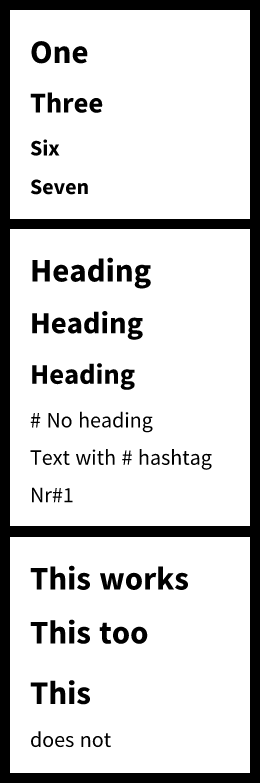 One
Three
Six
Seven
Heading
Heading
Heading
# No heading
Text with # hashtag
Nr#1
This works
This too
This
does not